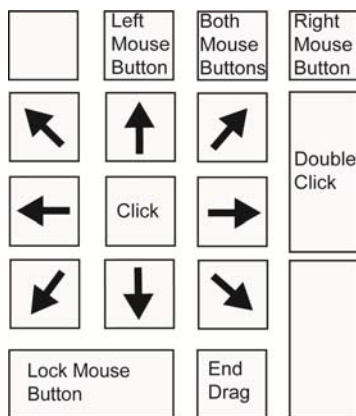 Left
Mouse
Button
Both
Mouse
Buttons
Right
Mouse
Button
Double
Click
Click
Lock Mouse
Button
End
Drag